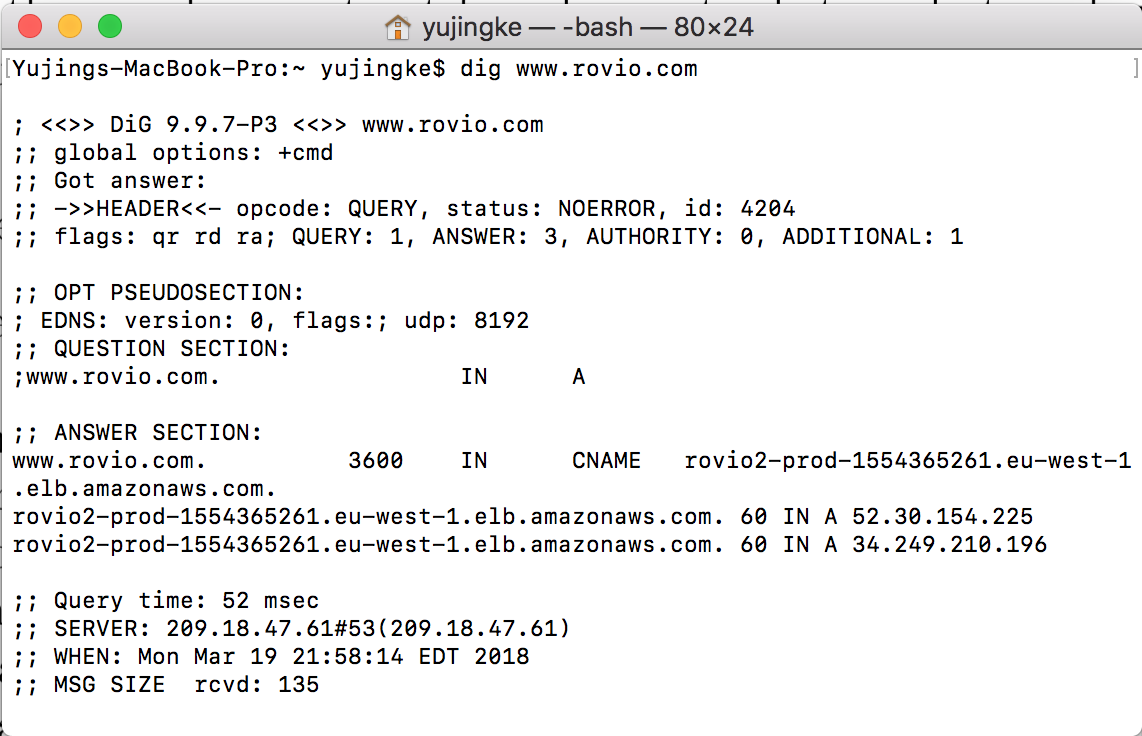 yujingke — -bash — 80×24
[Yujings-MacBook-Pro:~ yujingke$ dig www.rovio.com ]
; <<>> DiG 9.9.7-P3 <<>> www.rovio.com
;; global options: +cmd
;; Got answer:
;; ->>HEADER<<- opcode: QUERY, status: NOERROR, id: 4204
;; flags: qr rd ra; QUERY: 1, ANSWER: 3, AUTHORITY: 0, ADDITIONAL: 1
;; OPT PSEUDOSECTION:
; EDNS: version: 0, flags:; udp: 8192
;; QUESTION SECTION:
;www.rovio.com. IN A
;; ANSWER SECTION:
www.rovio.com. 3600 IN CNAME rovio2-prod-1554365261.eu-west-1
.elb.amazonaws.com.
rovio2-prod-1554365261.eu-west-1.elb.amazonaws.com. 60 IN A 52.30.154.225
rovio2-prod-1554365261.eu-west-1.elb.amazonaws.com. 60 IN A 34.249.210.196
;; Query time: 52 msec
;; SERVER: 209.18.47.61#53(209.18.47.61)
;; WHEN: Mon Mar 19 21:58:14 EDT 2018
;; MSG SIZE rcvd: 135